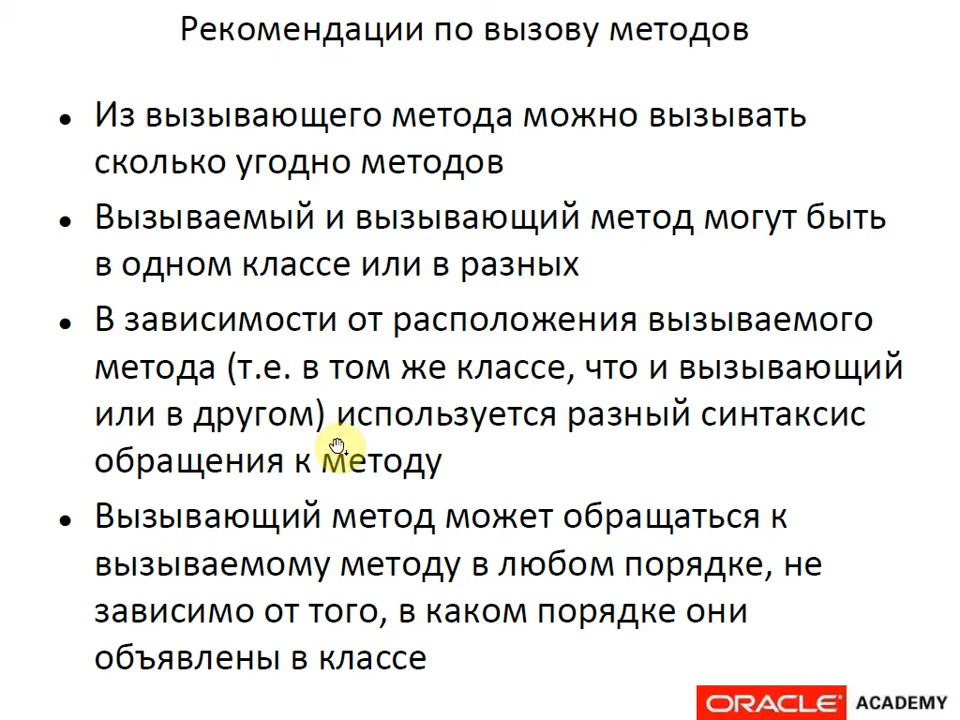 Рекомендации по вызову методов
• Из вызывающего метода можно вызывать
сколько угодно методов
• Вызываемый и вызывающий метод могут быть
в одном классе или в разных
• В зависимости от расположения вызываемого
метода (т.е. в том же классе, что и вызывающий
или в другом) используется разный синтаксис
обращения к методу
• Вызывающий метод может обращаться к
вызываемому методу в любом порядке, не
зависимо от того, в каком порядке они
объявлены в классе
ORACLE® ACADEMY